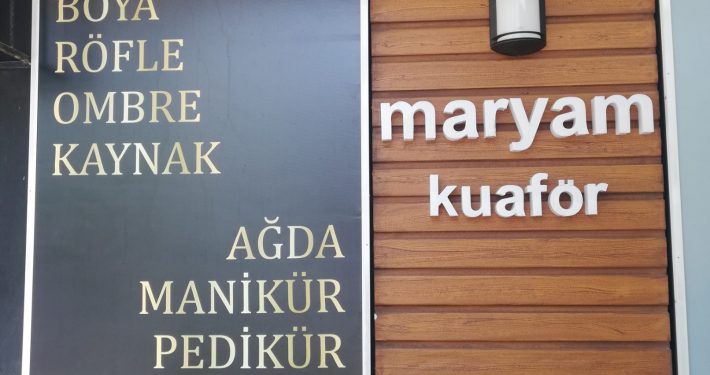 BOYA
RÖFLE
OMBRE
KAYNAK
AĞDA
MANİKÜR
PEDİKÜR
maryam
kuaför